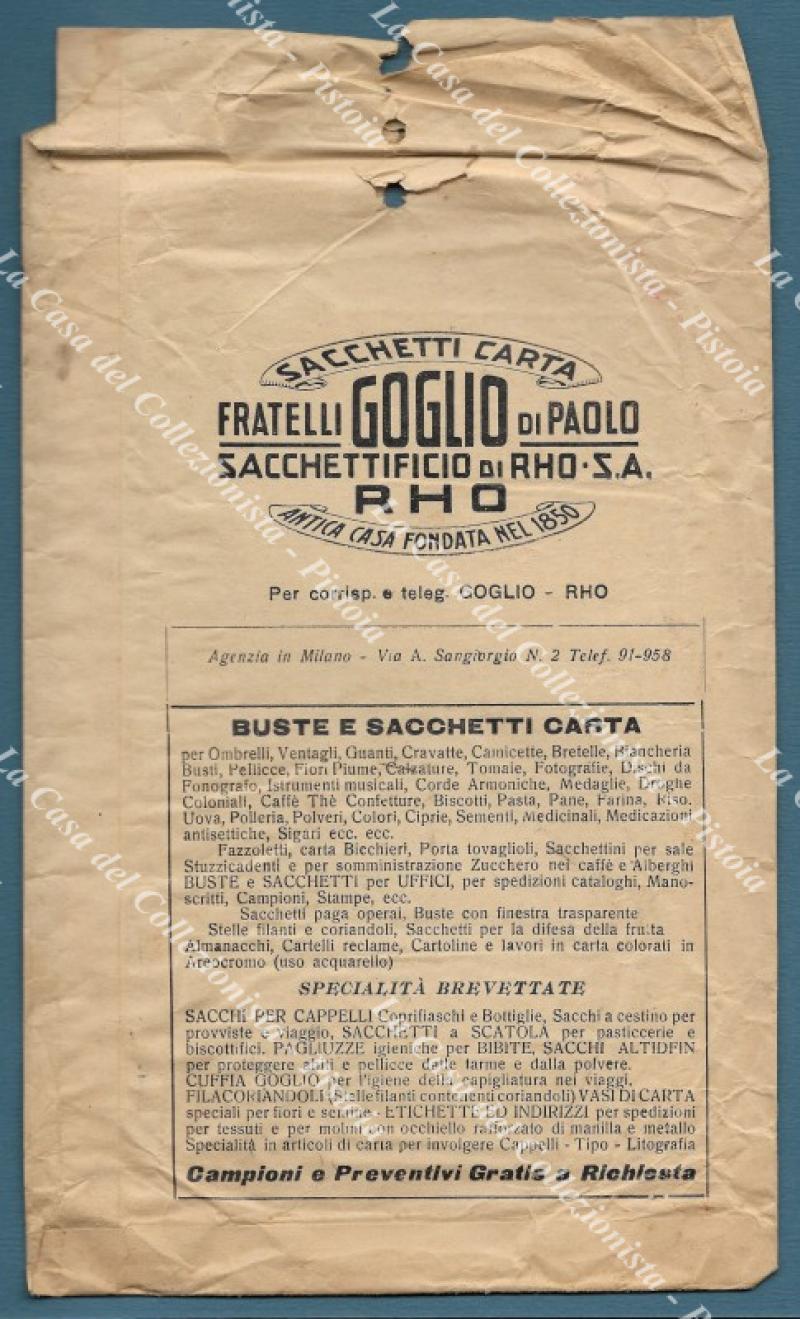 SACCHETTI CARTA
FRATELLI GOGLIO DI PAOLO
SACCHETTIFICIO DI RHO · S.A.
RHO
ANTICA CASA FONDATA NEL 1850
Per corrisp. e teleg. GOGLIO - RHO
Agenzia in Milano - Via A. Sangiorgio N. 2 Telef. 91-958
BUSTE E SACCHETTI CARTA
per Ombrelli, Ventagli, Guanti, Cravatte, Camicette, Bretelle, Biancheria
Busti, Pellicce, Fiori Piume, Calzature, Tomaie, Fotografie, Dischi da
Fonografo, Istrumenti musicali, Corde Armoniche, Medaglie, Droghe
Coloniali, Caffè Thè Confetture, Biscotti, Pasta, Pane, Farina, Riso.
Uova, Polleria, Polveri, Colori, Ciprie, Sementi, Medicinali, Medicazioni
antisettiche, Sigari ecc. ecc.
Fazzoletti, carta Bicchieri, Porta tovaglioli, Sacchettini per sale
Stuzzicadenti e per somministrazione Zucchero nei caffè e Alberghi
BUSTE e SACCHETTI per UFFICI, per spedizioni cataloghi, Mano-
scritti, Campioni, Stampe, ecc.
Sacchetti paga operai, Buste con finestra trasparente
Stelle filanti e coriandoli, Sacchetti per la difesa della frutta
Almanacchi, Cartelli reclame, Cartoline e lavori in carta colorati in
Areocromo (uso acquarello)
SPECIALITÀ BREVETTATE
SACCHI PER CAPPELLI Coprifiaschi e Bottiglie, Sacchi a cestino per
provviste e viaggio, SACCHETTI a SCATOLA per pasticcerie e
biscottifici. PAGLIUZZE igieniche per BIBITE, SACCHI ALTIDFIN
per proteggere abiti e pellicce dalle tarme e dalla polvere.
CUFFIA GOGLIO per l'igiene della capigliatura nei viaggi.
FILACORIANDOLI (Stelle filanti contenenti coriandoli) VASI DI CARTA
speciali per fiori e semine - ETICHETTE ED INDIRIZZI per spedizioni
per tessuti e per molini con occhiello rafforzato di manilla e metallo
Specialità in articoli di carta per involgere Cappelli - Tipo - Litografia
Campioni e Preventivi Gratis a Richiesta
La Casa del Collezionista - Pistoia